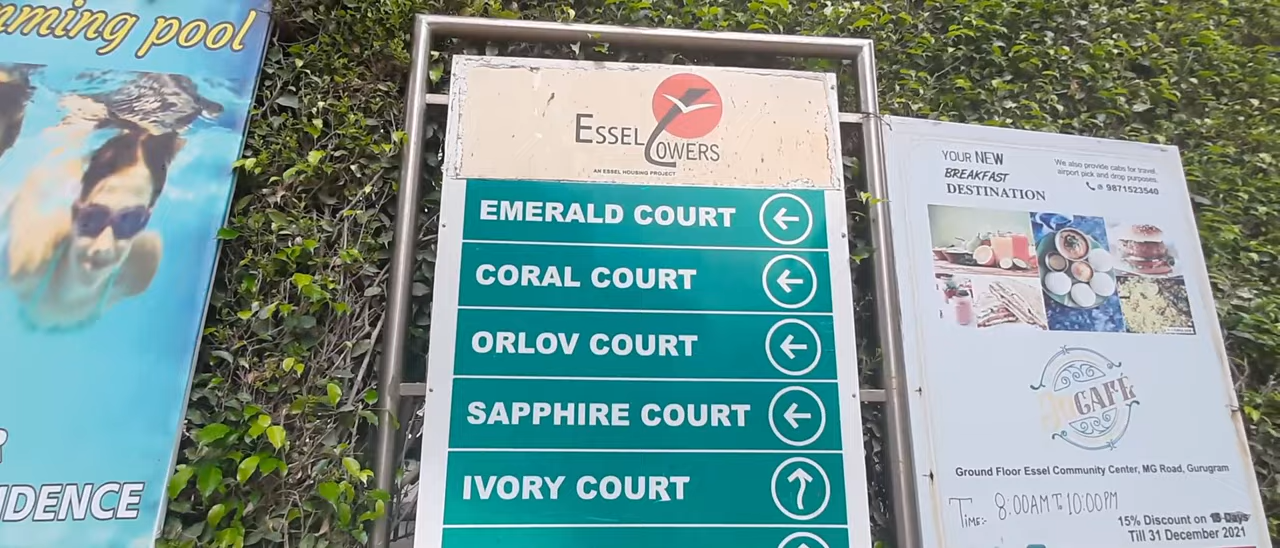 mming pool
IDENCE
ESSEL TOWERS
AN ESSEL HOUSING PROJECT
EMERALD COURT
CORAL COURT
ORLOV COURT
SAPPHIRE COURT
IVORY COURT
YOUR NEW
BREAKFAST
DESTINATION
We also provide cabs for travel,
airport pick and drop purposes.
@ 9871523540
CAFÉ
Ground Floor Essel Community Center, MG Road, Gurugram
TIME:- 8:00AM TO 10:00PM
15% Discount on
Till 31 December 2021